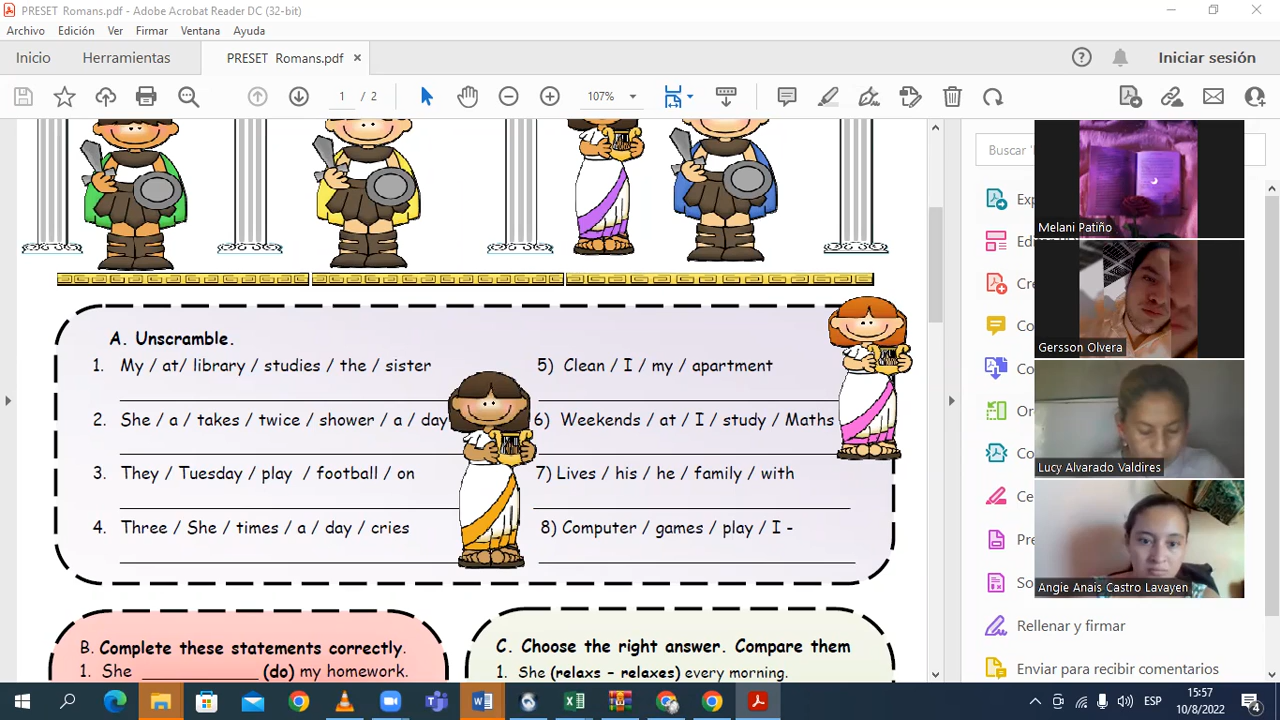 PRESET Romans.pdf - Adobe Acrobat Reader DC (32-bit)
Archivo Edición Ver Firmar Ventana Ayuda
Inicio Herramientas PRESET Romans.pdf × Iniciar sesión
1 / 2 107%
Buscar
Melani Patiño
Gersson Olvera
Lucy Alvarado Valdires
Angie Anais Castro Lavayen
A. Unscramble.
1. My / at/ library / studies / the / sister
2. She / a / takes / twice / shower / a / day
3. They / Tuesday / play / football / on
4. Three / She / times / a / day / cries
5) Clean / I / my / apartment
6) Weekends / at / I / study / Maths
7) Lives / his / he / family / with
8) Computer / games / play / I -
B. Complete these statements correctly.
1. She ____________ (do) my homework.
C. Choose the right answer. Compare them
1. She (relaxs – relaxes) every morning.
Rellenar y firmar
Enviar para recibir comentarios
ESP
15:57
10/8/2022
4